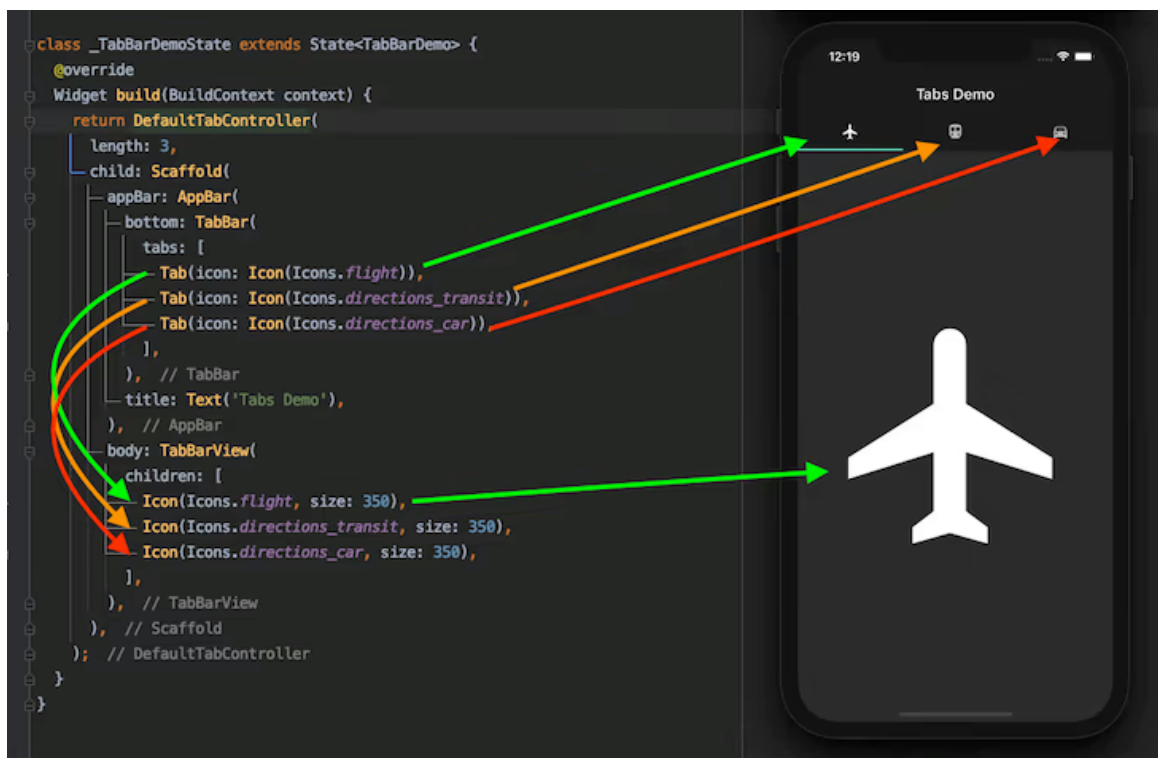 class _TabBarDemoState extends State<TabBarDemo> {
@override
Widget build(BuildContext context) {
return DefaultTabController(
length: 3,
child: Scaffold(
appBar: AppBar(
bottom: TabBar(
tabs: [
Tab(icon: Icon(Icons.flight)),
Tab(icon: Icon(Icons.directions_transit)),
Tab(icon: Icon(Icons.directions_car)),
],
), // TabBar
title: Text('Tabs Demo'),
), // AppBar
body: TabBarView(
children: [
Icon(Icons.flight, size: 350),
Icon(Icons.directions_transit, size: 350),
Icon(Icons.directions_car, size: 350),
],
), // TabBarView
), // Scaffold
); // DefaultTabController
}
}
12:19
Tabs Demo